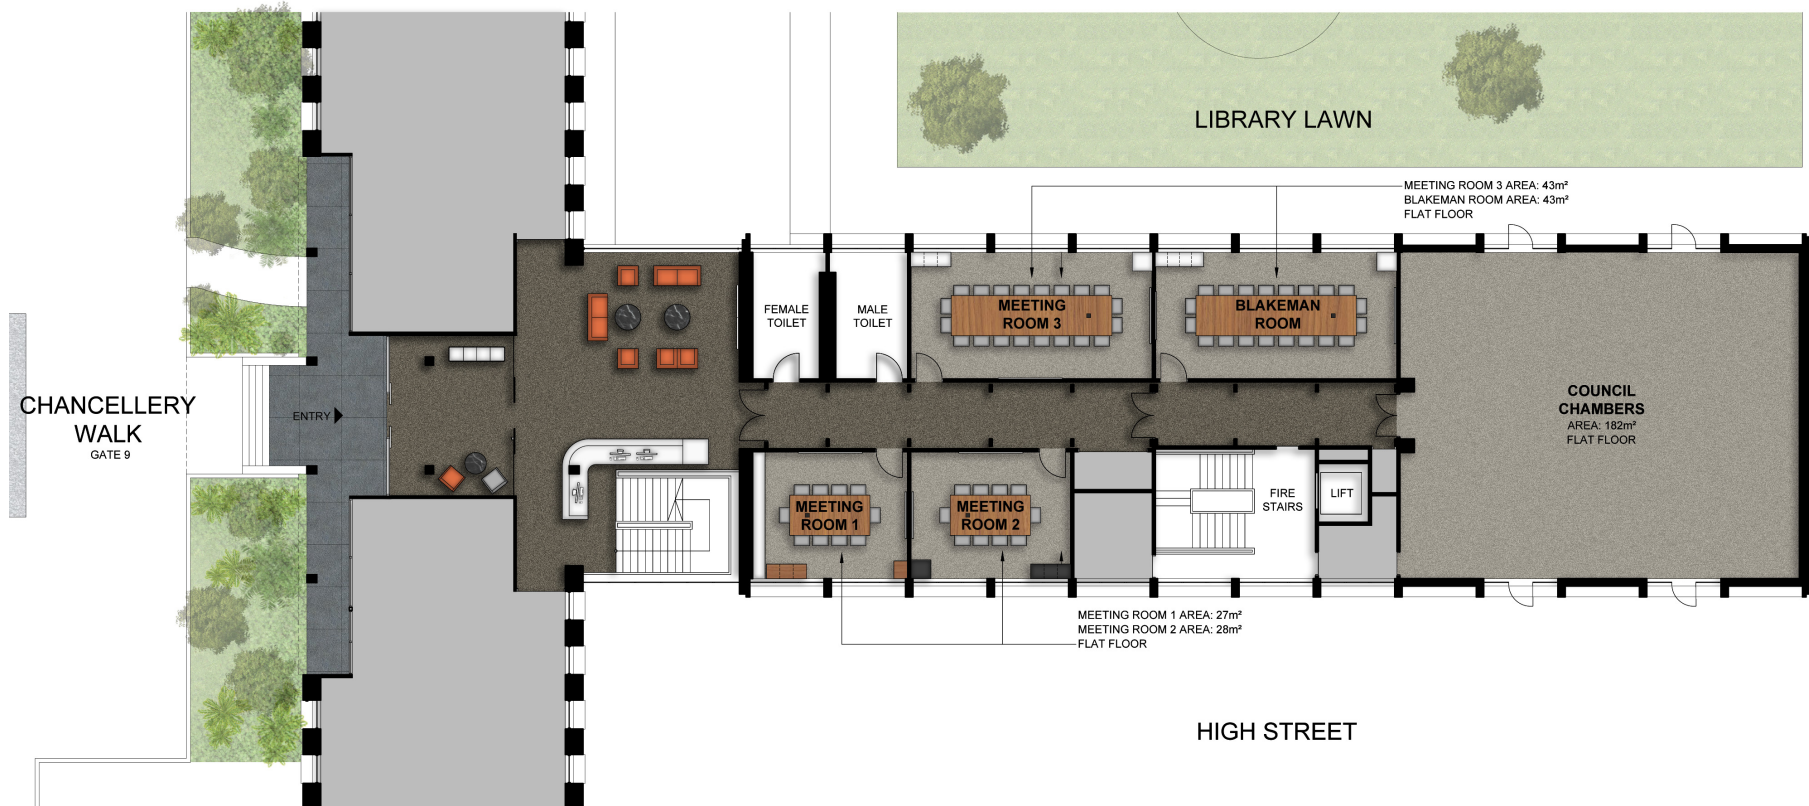 LIBRARY LAWN
MEETING ROOM 3 AREA: 43m²
BLAKEMAN ROOM AREA: 43m²
FLAT FLOOR
FEMALE
TOILET
MALE
TOILET
MEETING
ROOM 3
BLAKEMAN
ROOM
CHANCELLERY
WALK
GATE 9
ENTRY
COUNCIL
CHAMBERS
AREA: 182m²
FLAT FLOOR
MEETING
ROOM 1
MEETING
ROOM 2
FIRE
STAIRS
LIFT
MEETING ROOM 1 AREA: 27m²
MEETING ROOM 2 AREA: 28m²
FLAT FLOOR
HIGH STREET